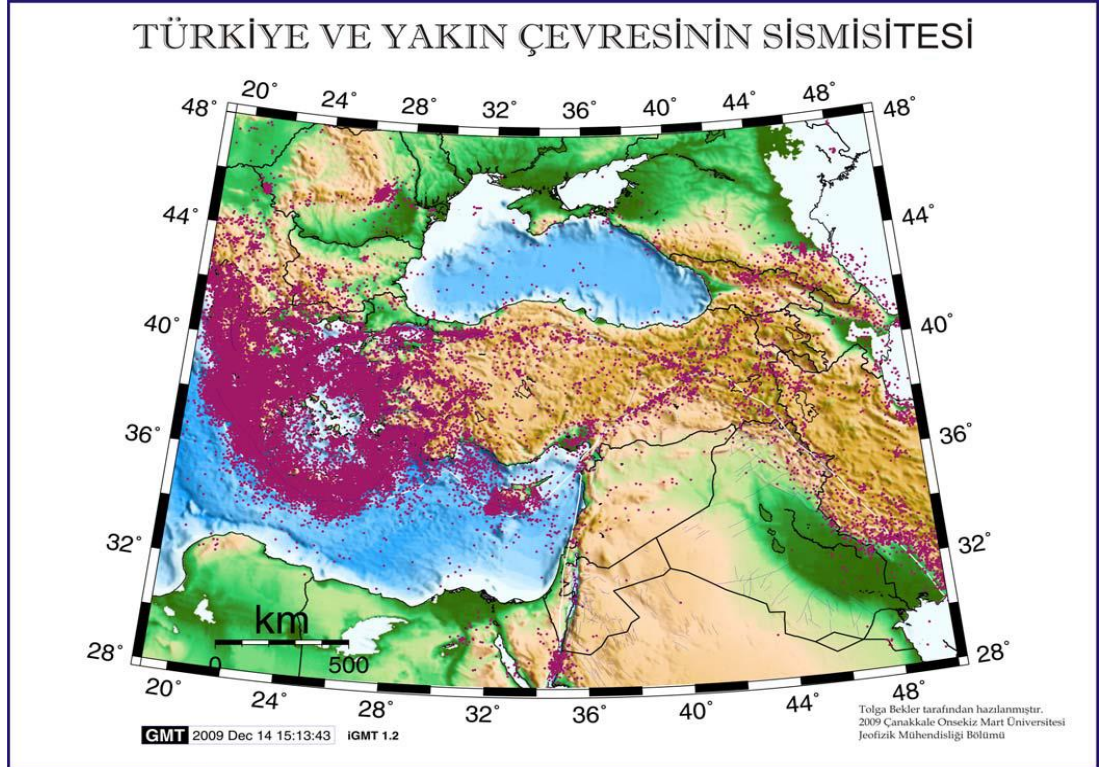 TÜRKİYE VE YAKIN ÇEVRESİNİN SİSMİSİTESİ
20° 24° 28° 32° 36° 40° 44° 48°
48° 48°
44° 44°
40° 40°
36° 36°
32° 32°
km
0 500
28° 28°
20° 24° 28° 32° 36° 40° 44° 48°
GMT 2009 Dec 14 15:13:43 iGMT 1.2
Tolga Bekler tarafından hazılanmıştır.
2009 Çanakkale Onsekiz Mart Üniversitesi
Jeofizik Mühendisliği Bölümü